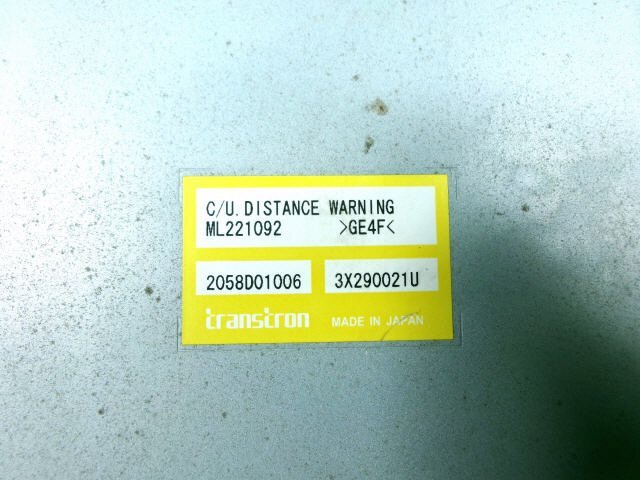 C/U. DISTANCE WARNING
ML221092 >GE4F<
2058D01006 3X290021U
transtron MADE IN JAPAN